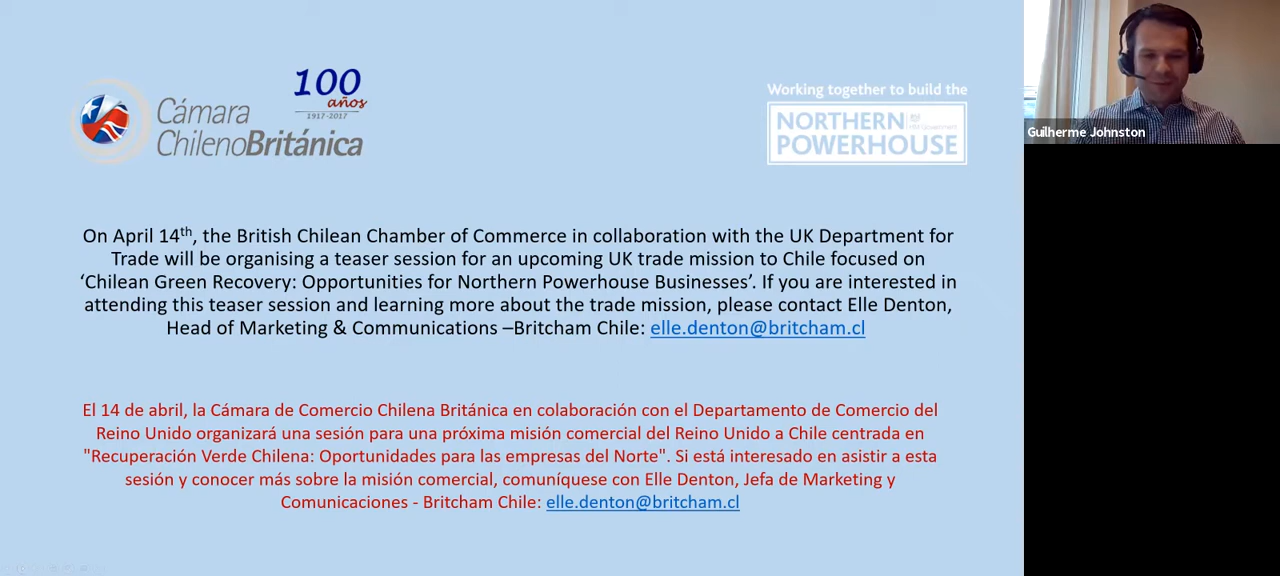 100
años
1917-2017
Cámara
ChilenoBritánica
Working together to build the
NORTHERN
POWERHOUSE
Guilherme Johnston
On April 14th, the British Chilean Chamber of Commerce in collaboration with the UK Department for
Trade will be organising a teaser session for an upcoming UK trade mission to Chile focused on
‘Chilean Green Recovery: Opportunities for Northern Powerhouse Businesses’. If you are interested in
attending this teaser session and learning more about the trade mission, please contact Elle Denton,
Head of Marketing & Communications –Britcham Chile: elle.denton@britcham.cl
El 14 de abril, la Cámara de Comercio Chilena Británica en colaboración con el Departamento de Comercio del
Reino Unido organizará una sesión para una próxima misión comercial del Reino Unido a Chile centrada en
"Recuperación Verde Chilena: Oportunidades para las empresas del Norte". Si está interesado en asistir a esta
sesión y conocer más sobre la misión comercial, comuníquese con Elle Denton, Jefa de Marketing y
Comunicaciones - Britcham Chile: elle.denton@britcham.cl